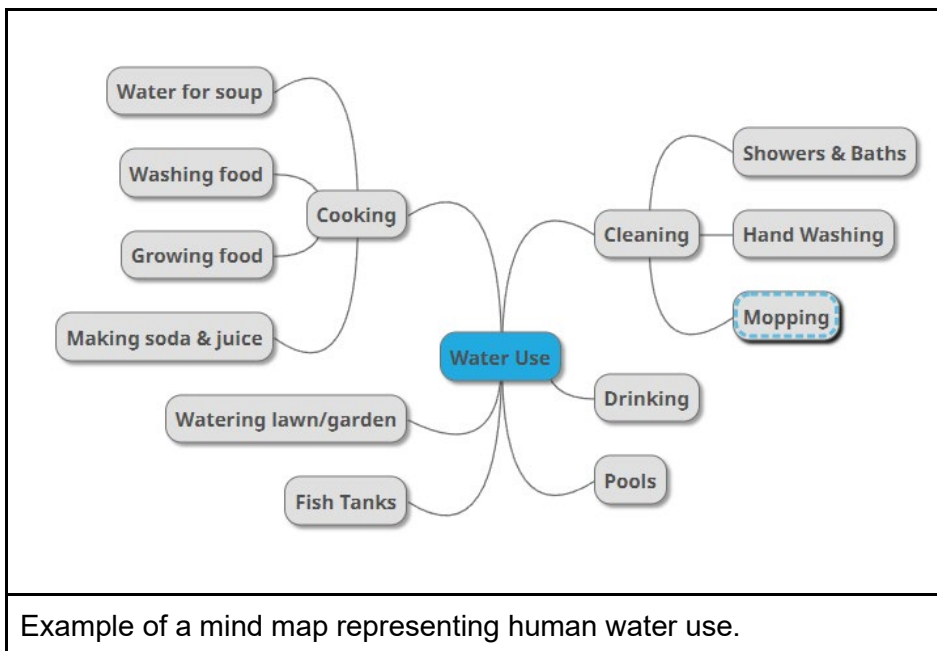 Water for soup
Washing food
Growing food
Making soda & juice
Cooking
Watering lawn/garden
Fish Tanks
Water Use
Cleaning
Showers & Baths
Hand Washing
Mopping
Drinking
Pools
Example of a mind map representing human water use.